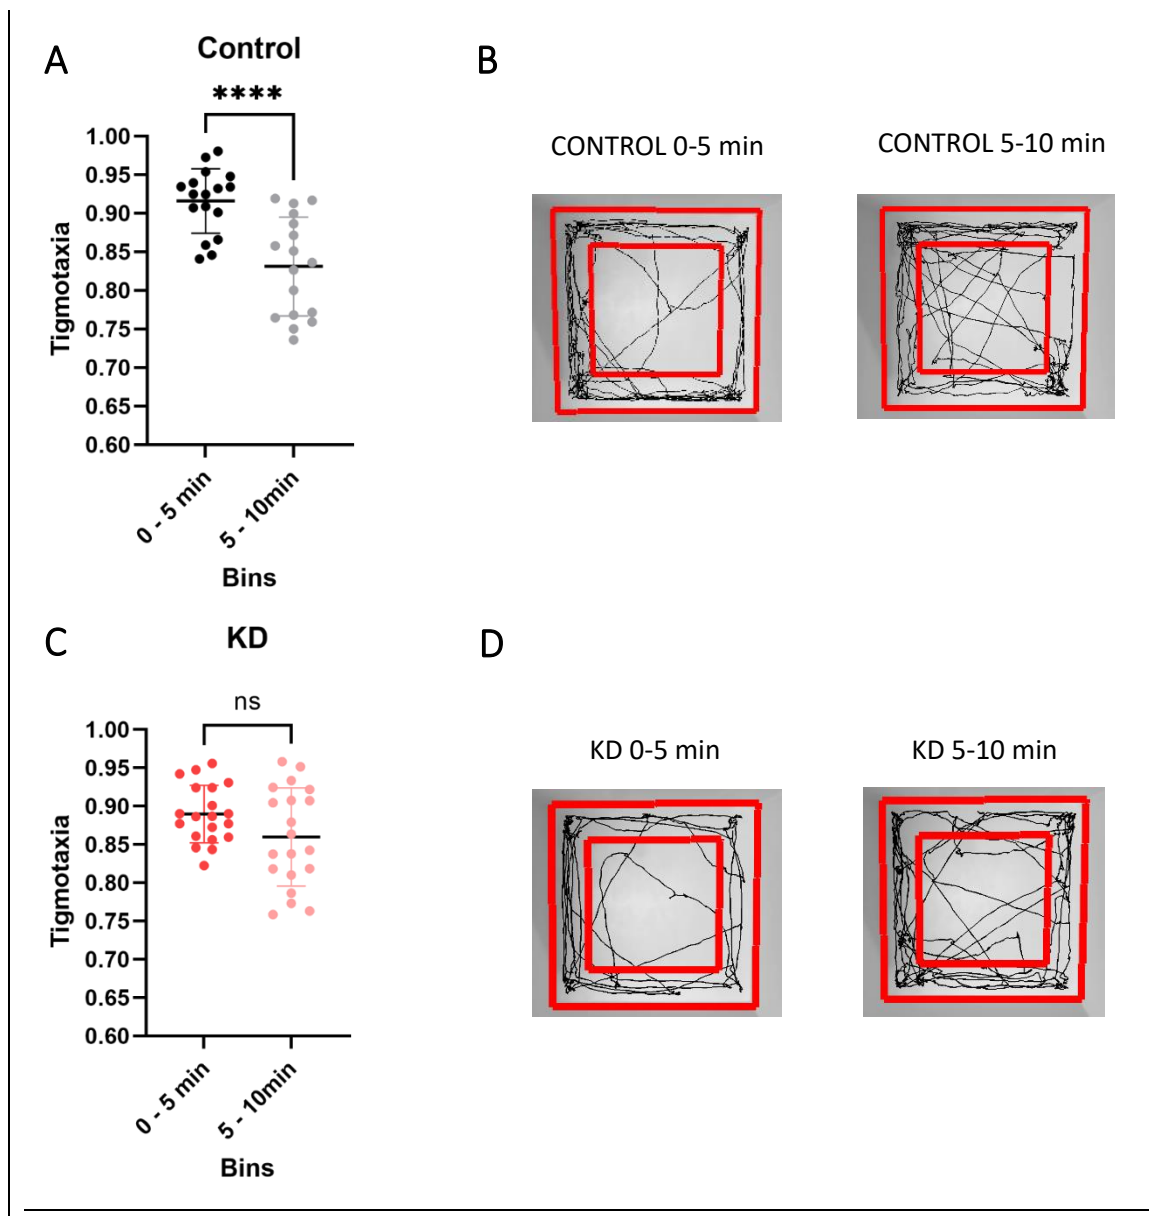 A
Control
****
Tigmotaxia
1.00
0.95
0.90
0.85
0.80
0.75
0.70
0.65
0.60
0 - 5 min
5 - 10min
Bins
B
CONTROL 0-5 min
CONTROL 5-10 min
C
KD
ns
Tigmotaxia
1.00
0.95
0.90
0.85
0.80
0.75
0.70
0.65
0.60
0 - 5 min
5 - 10min
Bins
D
KD 0-5 min
KD 5-10 min